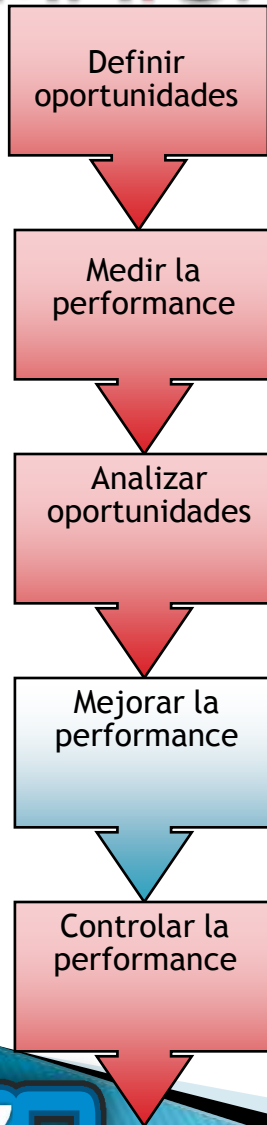 Definir
oportunidades
Medir la
performance
Analizar
oportunidades
Mejorar la
performance
Controlar la
performance